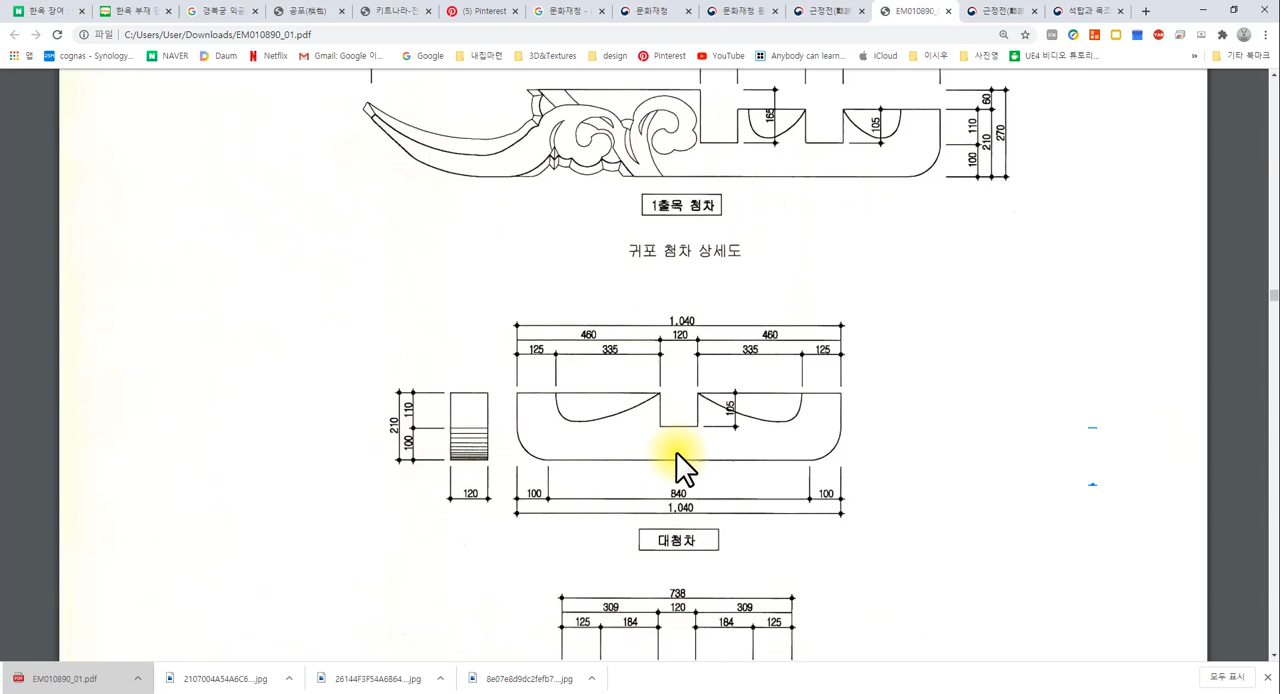 한옥 장여
한옥 부재 민
경복궁 익공
공포(栱包)
키트나라-전
(5) Pinterest
문화재청 - 
문화재청
문화재청 통
근정전(勤政
EM010890_
근정전(勤政
석탑과 목조
파일 C:/Users/User/Downloads/EM010890_01.pdf
앱 cognas - Synology... NAVER Daum Netflix Gmail: Google 이... Google 내집마련 3D&Textures design Pinterest YouTube Anybody can learn... iCloud 이시우 사진영 UE4 비디오 튜토리... » 기타 북마크
165 105 60 110 210 100 270
1출목 첨차
귀포 첨차 상세도
1.040
460 120 460
125 335 335 125
210 110 100 105
120 100 840 100
1,040
대첨차
738
309 120 309
125 184 184 125
EM010890_01.pdf 2107004A54A6C6....jpg 26144F3F54A6B64....jpg 8e07e8d9dc2fefb7....jpg 모두 표시